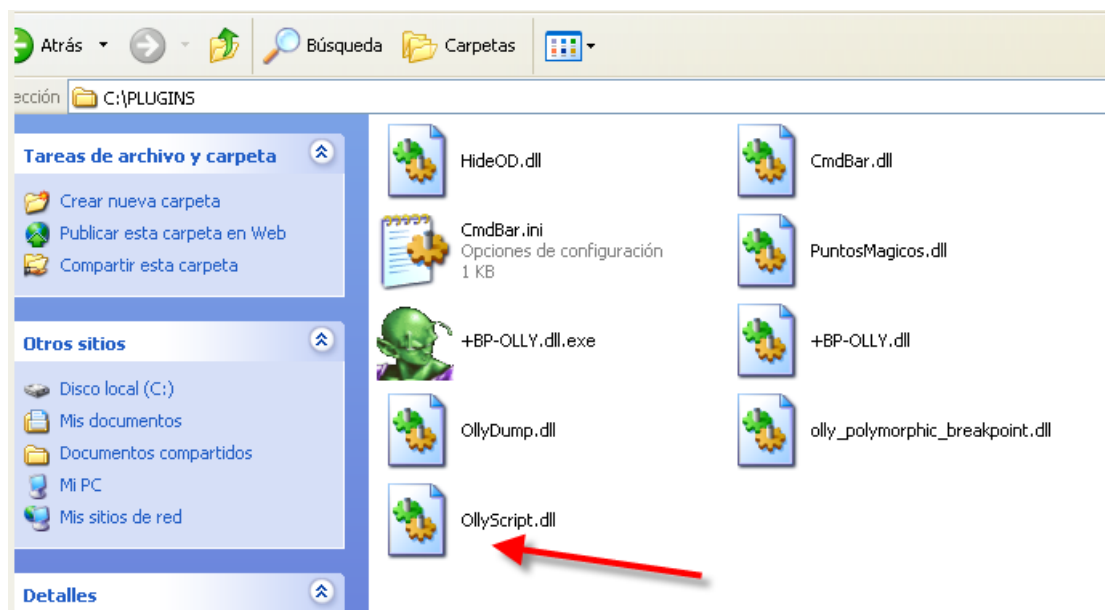 Atrás
Búsqueda
Carpetas
ección
C:\PLUGINS
Tareas de archivo y carpeta
Crear nueva carpeta
Publicar esta carpeta en Web
Compartir esta carpeta
Otros sitios
Disco local (C:)
Mis documentos
Documentos compartidos
Mi PC
Mis sitios de red
Detalles
HideOD.dll
CmdBar.dll
CmdBar.ini
Opciones de configuración
1 KB
PuntosMagicos.dll
+BP-OLLY.dll.exe
+BP-OLLY.dll
OllyDump.dll
olly_polymorphic_breakpoint.dll
OllyScript.dll